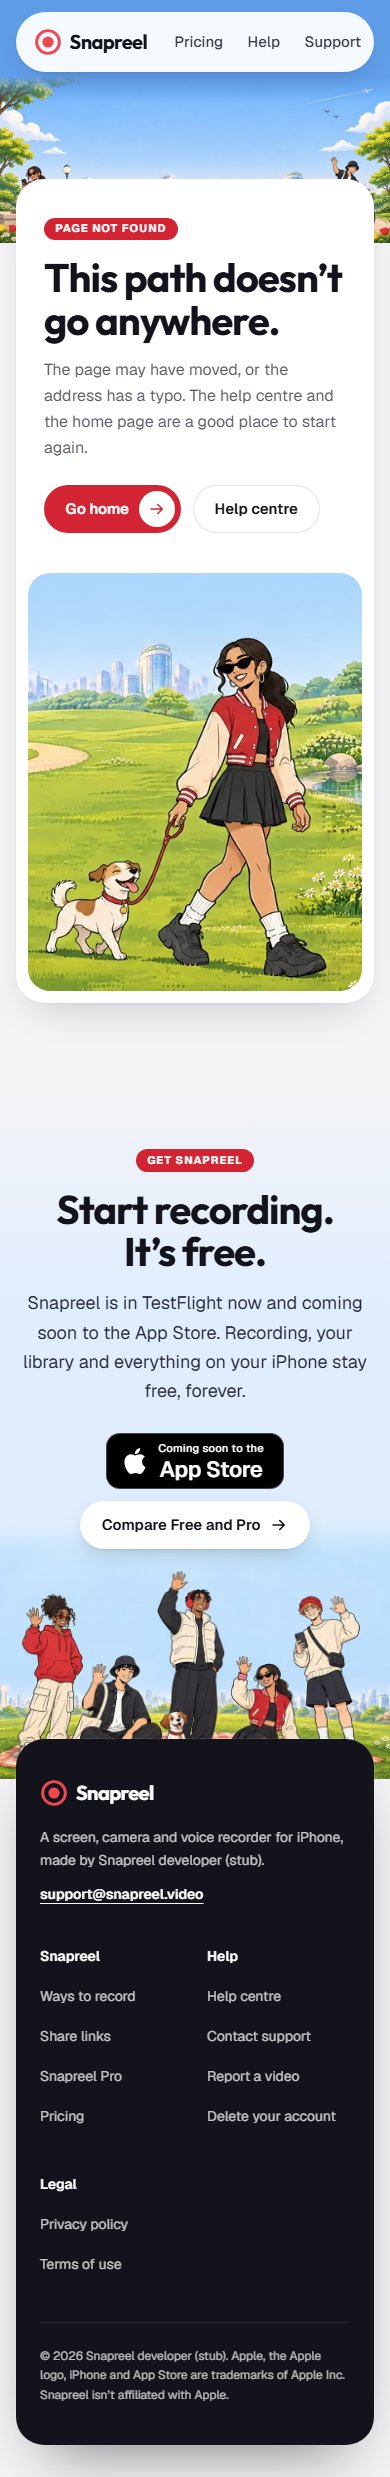 Snapreel Pricing Help Support
PAGE NOT FOUND
This path doesn’t
go anywhere.
The page may have moved, or the
address has a typo. The help centre and
the home page are a good place to start
again.
Go home Help centre
GET SNAPREEL
Start recording.
It’s free.
Snapreel is in TestFlight now and coming
soon to the App Store. Recording, your
library and everything on your iPhone stay
free, forever.
Coming soon to the
App Store
Compare Free and Pro
Snapreel
A screen, camera and voice recorder for iPhone,
made by Snapreel developer (stub).
support@snapreel.video
Snapreel
Ways to record
Share links
Snapreel Pro
Pricing
Help
Help centre
Contact support
Report a video
Delete your account
Legal
Privacy policy
Terms of use
© 2026 Snapreel developer (stub). Apple, the Apple
logo, iPhone and App Store are trademarks of Apple Inc.
Snapreel isn’t affiliated with Apple.